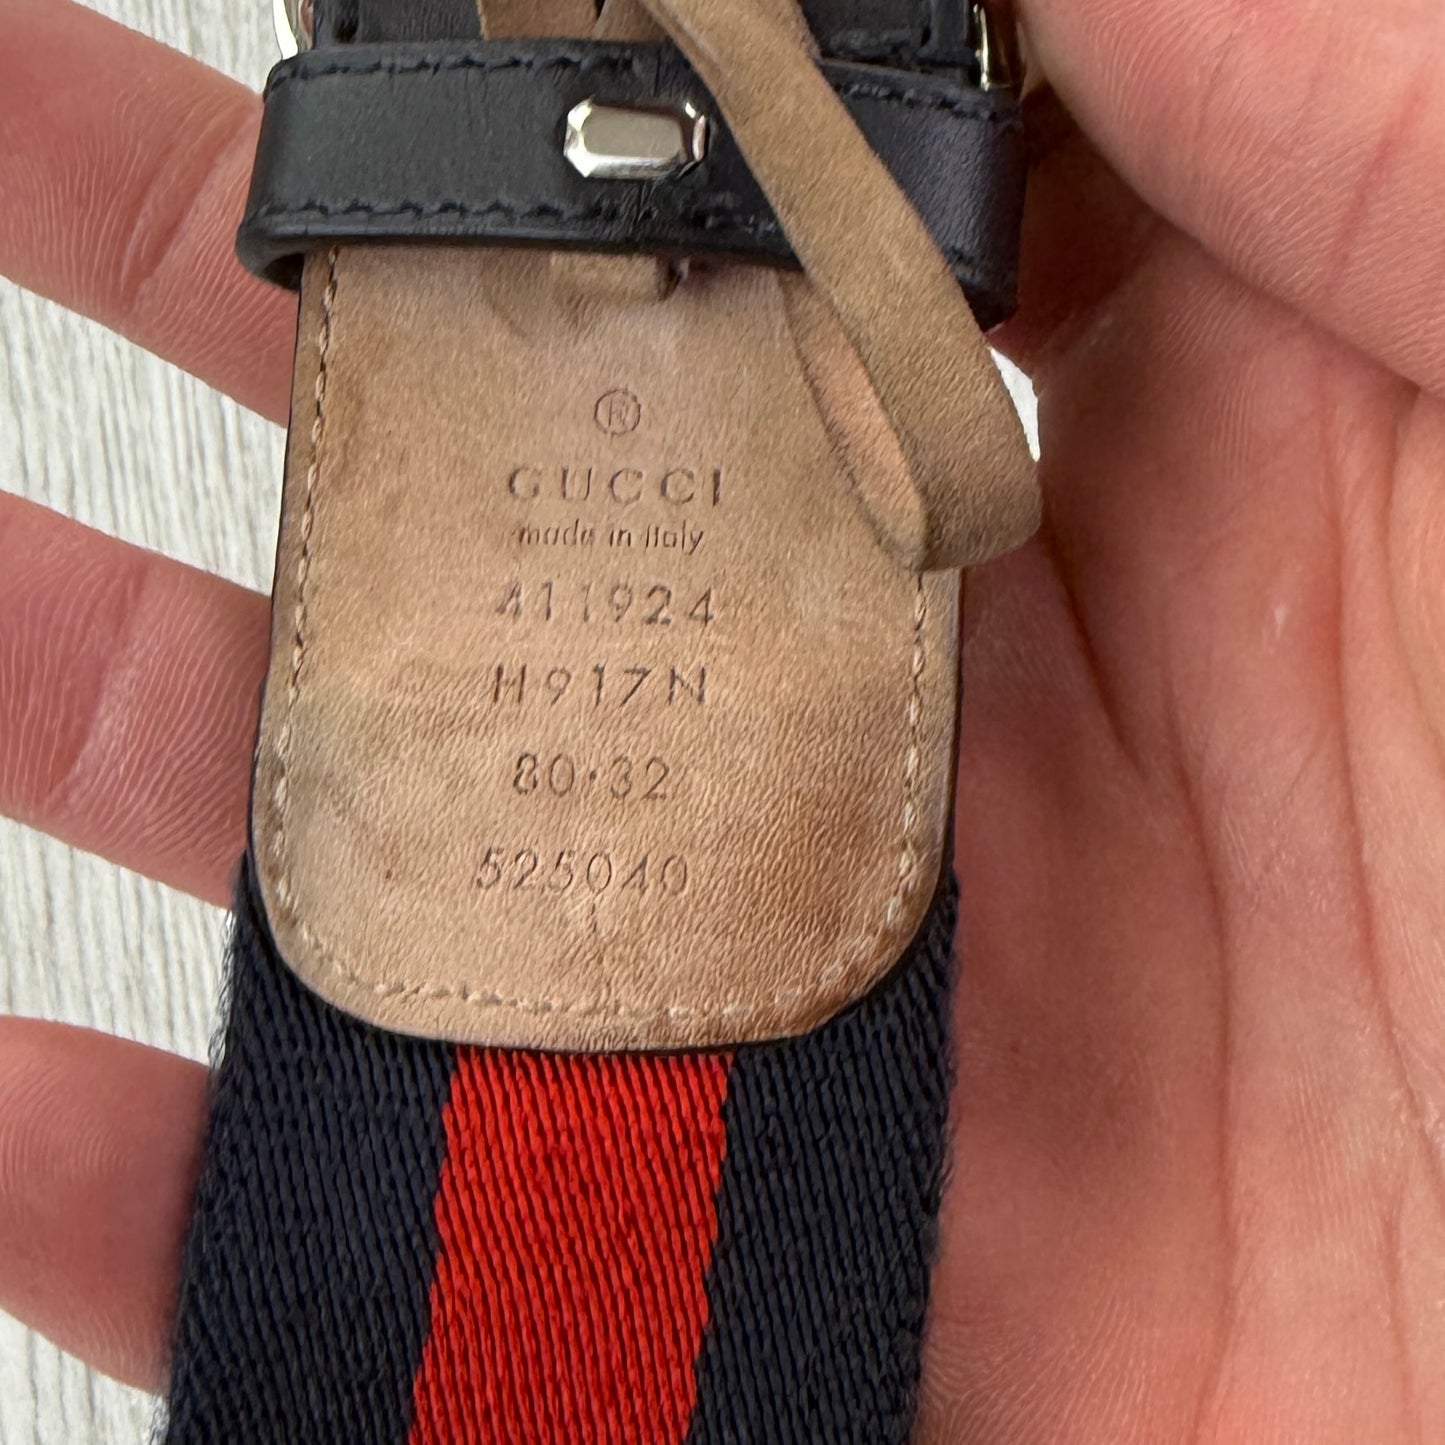 ®
GUCCI
made in Italy
411924
H917N
80·32
525040